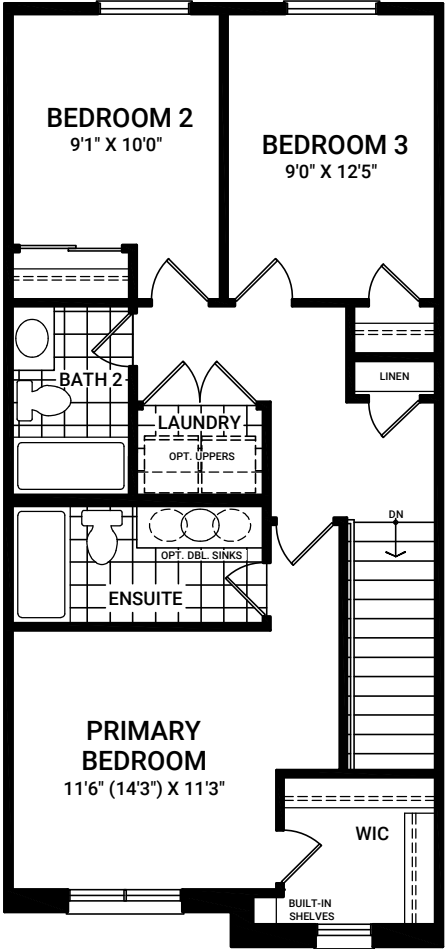 BEDROOM 2
9'1" X 10'0"
BEDROOM 3
9'0" X 12'5"
BATH 2
LINEN
LAUNDRY
OPT. UPPERS
DN
OPT. DBL. SINKS
ENSUITE
PRIMARY
BEDROOM
11'6" (14'3") X 11'3"
WIC
BUILT-IN
SHELVES